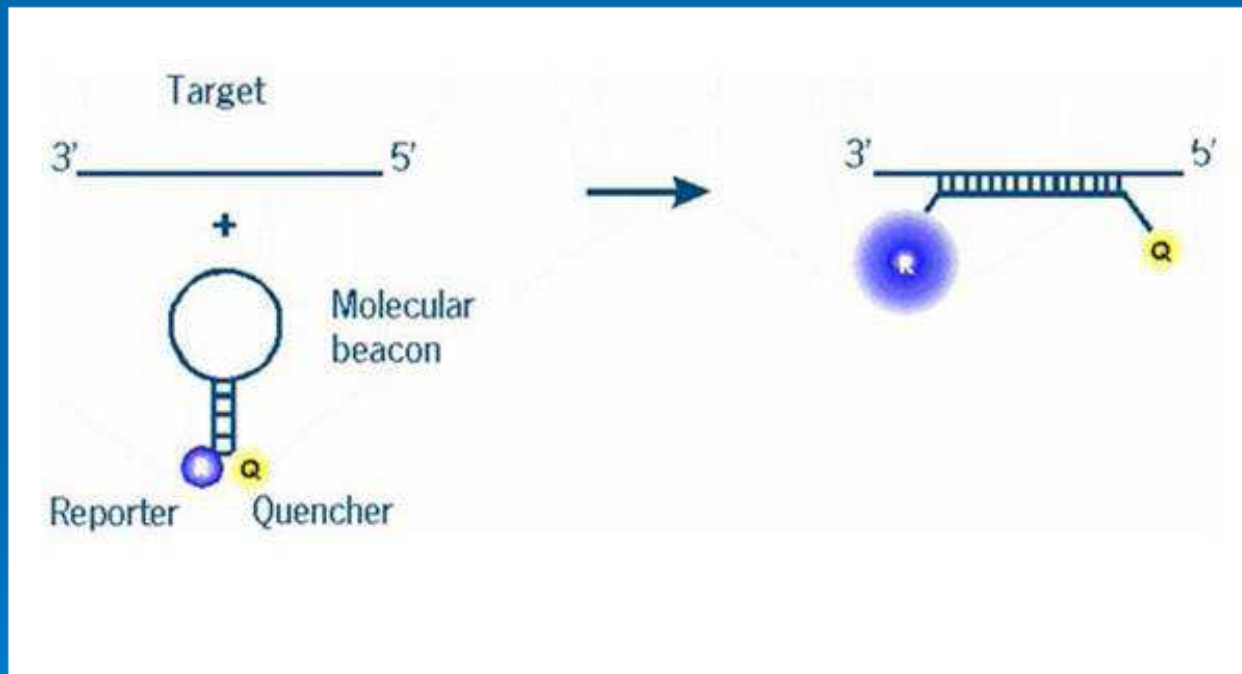 Target
3' 5'
+
Molecular
beacon
R Q
Reporter Quencher
3' 5'
R
Q